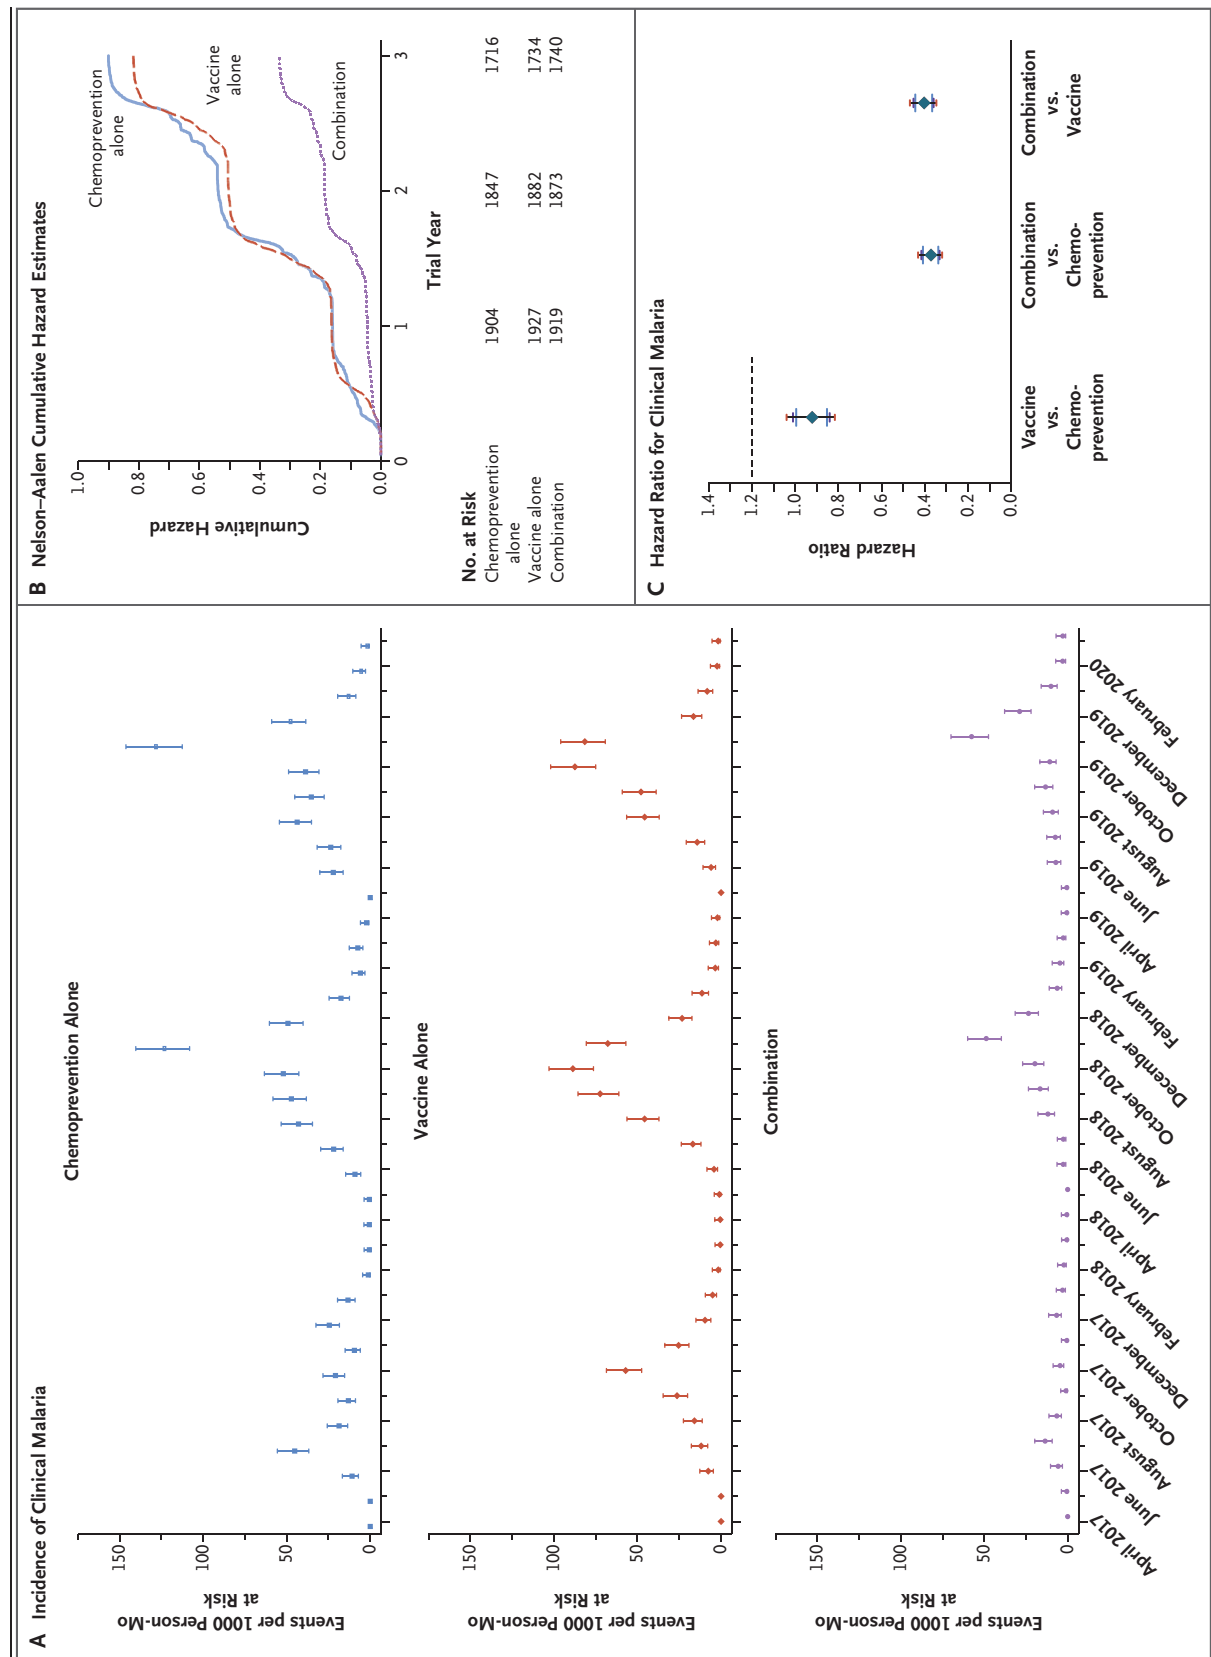 A Incidence of Clinical Malaria
Chemoprevention Alone
Events per 1000 Person-Mo
at Risk
150
100
50
0
Vaccine Alone
Events per 1000 Person-Mo
at Risk
150
100
50
0
Combination
Events per 1000 Person-Mo
at Risk
150
100
50
0
April 2017
June 2017
August 2017
October 2017
December 2017
February 2018
April 2018
June 2018
August 2018
October 2018
December 2018
February 2019
April 2019
June 2019
August 2019
October 2019
December 2019
February 2020
B Nelson–Aalen Cumulative Hazard Estimates
Cumulative Hazard
1.0
0.8
0.6
0.4
0.2
0.0
Chemoprevention
alone
Vaccine
alone
Combination
0 1 2 3
Trial Year
No. at Risk
Chemoprevention
alone
1904 1847 1716
Vaccine alone 1927 1882 1734
Combination 1919 1873 1740
C Hazard Ratio for Clinical Malaria
Hazard Ratio
1.4
1.2
1.0
0.8
0.6
0.4
0.2
0.0
Vaccine
vs.
Chemo-
prevention
Combination
vs.
Chemo-
prevention
Combination
vs.
Vaccine